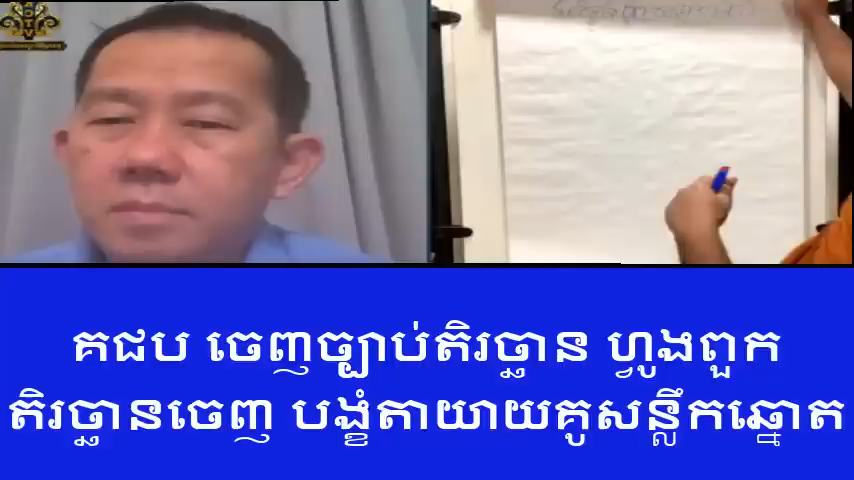 គជប ចេញច្បាប់តិរច្ឆាន ហ្វូងពួក
តិរច្ឆានចេញ បង្ខំតាយាយគូសន្លឹកឆ្នោត